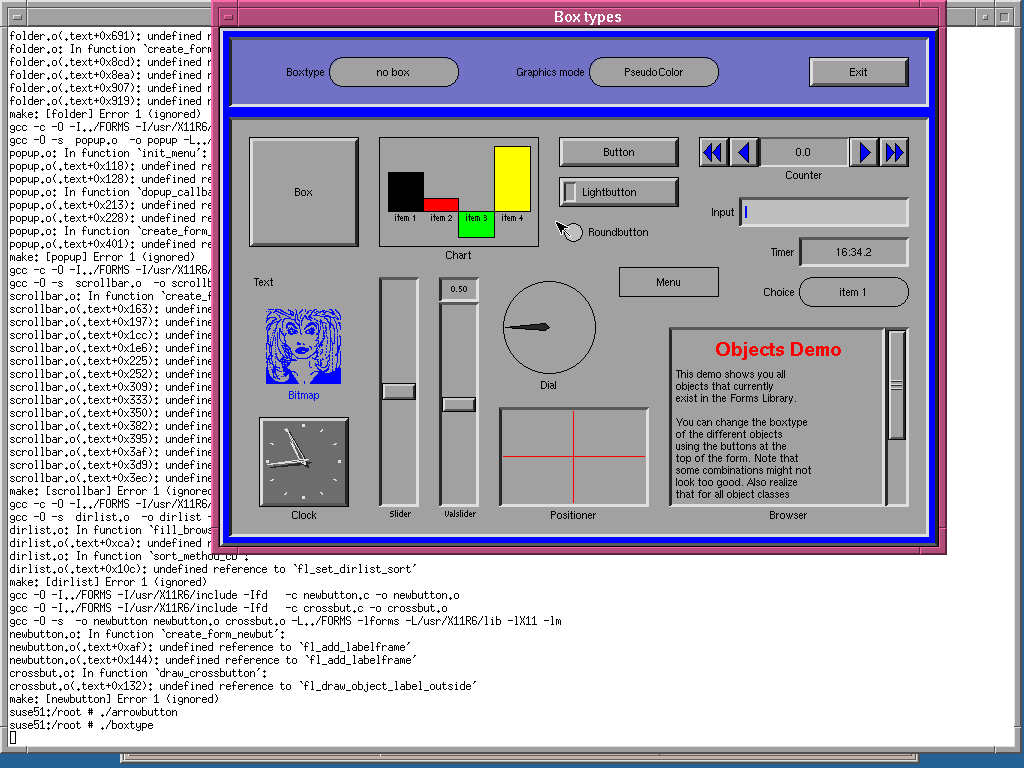 Box types
folder.o(.text+0x691): undefined r
folder.o: In function `create_form
folder.o(.text+0x8cd): undefined r
folder.o(.text+0x8ea): undefined r
folder.o(.text+0x907): undefined r
folder.o(.text+0x919): undefined r
make: [folder] Error 1 (ignored)
gcc -c -O -I../FORMS -I/usr/X11R6/
gcc -O -s  popup.o  -o popup -L../
popup.o: In function `init_menu':
popup.o(.text+0x118): undefined re
popup.o(.text+0x128): undefined re
popup.o: In function `dopup_callba
popup.o(.text+0x213): undefined re
popup.o(.text+0x228): undefined re
popup.o: In function `create_form_
popup.o(.text+0x401): undefined re
make: [popup] Error 1 (ignored)
gcc -c -O -I../FORMS -I/usr/X11R6/
gcc -O -s  scrollbar.o  -o scrollb
scrollbar.o: In function `create_f
scrollbar.o(.text+0x163): undefine
scrollbar.o(.text+0x197): undefine
scrollbar.o(.text+0x1cc): undefine
scrollbar.o(.text+0x1e6): undefine
scrollbar.o(.text+0x225): undefine
scrollbar.o(.text+0x252): undefine
scrollbar.o(.text+0x309): undefine
scrollbar.o(.text+0x333): undefine
scrollbar.o(.text+0x350): undefine
scrollbar.o(.text+0x382): undefine
scrollbar.o(.text+0x395): undefine
scrollbar.o(.text+0x3af): undefine
scrollbar.o(.text+0x3d9): undefine
scrollbar.o(.text+0x3ec): undefine
make: [scrollbar] Error 1 (ignored
gcc -c -O -I../FORMS -I/usr/X11R6/
gcc -O -s  dirlist.o  -o dirlist -
dirlist.o: In function `fill_brows
dirlist.o(.text+0xca): undefined r
dirlist.o: In function `sort_method_cb':
dirlist.o(.text+0x10c): undefined reference to `fl_set_dirlist_sort'
make: [dirlist] Error 1 (ignored)
gcc -c -O -I../FORMS -I/usr/X11R6/include -Ifd   -c newbutton.c -o newbutton.o
gcc -c -O -I../FORMS -I/usr/X11R6/include -Ifd   -c crossbut.c -o crossbut.o
gcc -O -s  -o newbutton newbutton.o crossbut.o -L../FORMS -lforms -L/usr/X11R6/lib -lX11 -lm
newbutton.o: In function `create_form_newbut':
newbutton.o(.text+0xaf): undefined reference to `fl_add_labelframe'
newbutton.o(.text+0x144): undefined reference to `fl_add_labelframe'
crossbut.o: In function `draw_crossbutton':
crossbut.o(.text+0x132): undefined reference to `fl_draw_object_label_outside'
make: [newbutton] Error 1 (ignored)
suse51:/root # ./arrowbutton
suse51:/root # ./boxtype
Boxtype no box Graphics mode PseudoColor Exit
Box
item 1 item 2 item 3 item 4
Chart
Button
Lightbutton
Roundbutton
0.0
Counter
Input
Timer 16:34.2
Menu
Choice item 1
Text
Bitmap
Clock
Slider
0.50
Valslider
Dial
Positioner
Objects Demo
This demo shows you all
objects that currently
exist in the Forms Library.
You can change the boxtype
of the different objects
using the buttons at the
top of the form. Note that
some combinations might not
look too good. Also realize
that for all object classes
Browser